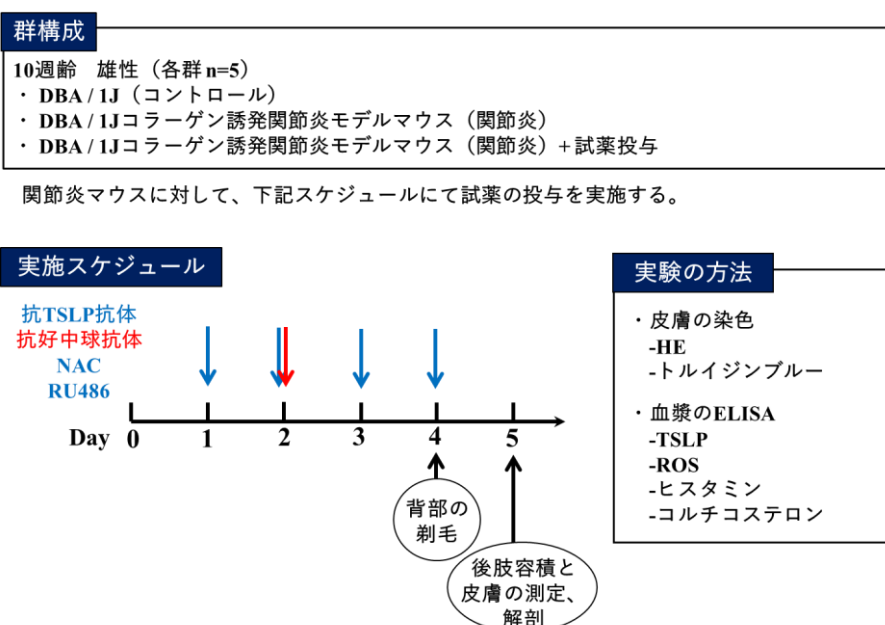 群構成
10週齢 雄性（各群n=5）
・ DBA / 1J（コントロール）
・ DBA / 1Jコラーゲン誘発関節炎モデルマウス（関節炎）
・ DBA / 1Jコラーゲン誘発関節炎モデルマウス（関節炎）+試薬投与
関節炎マウスに対して、下記スケジュールにて試薬の投与を実施する。
実施スケジュール
抗TSLP抗体
抗好中球抗体
NAC
RU486
Day 0 1 2 3 4 5
背部の
剃毛
後肢容積と
皮膚の測定、
解剖
実験の方法
・皮膚の染色
-HE
-トルイジンブルー
・血漿のELISA
-TSLP
-ROS
-ヒスタミン
-コルチコステロン